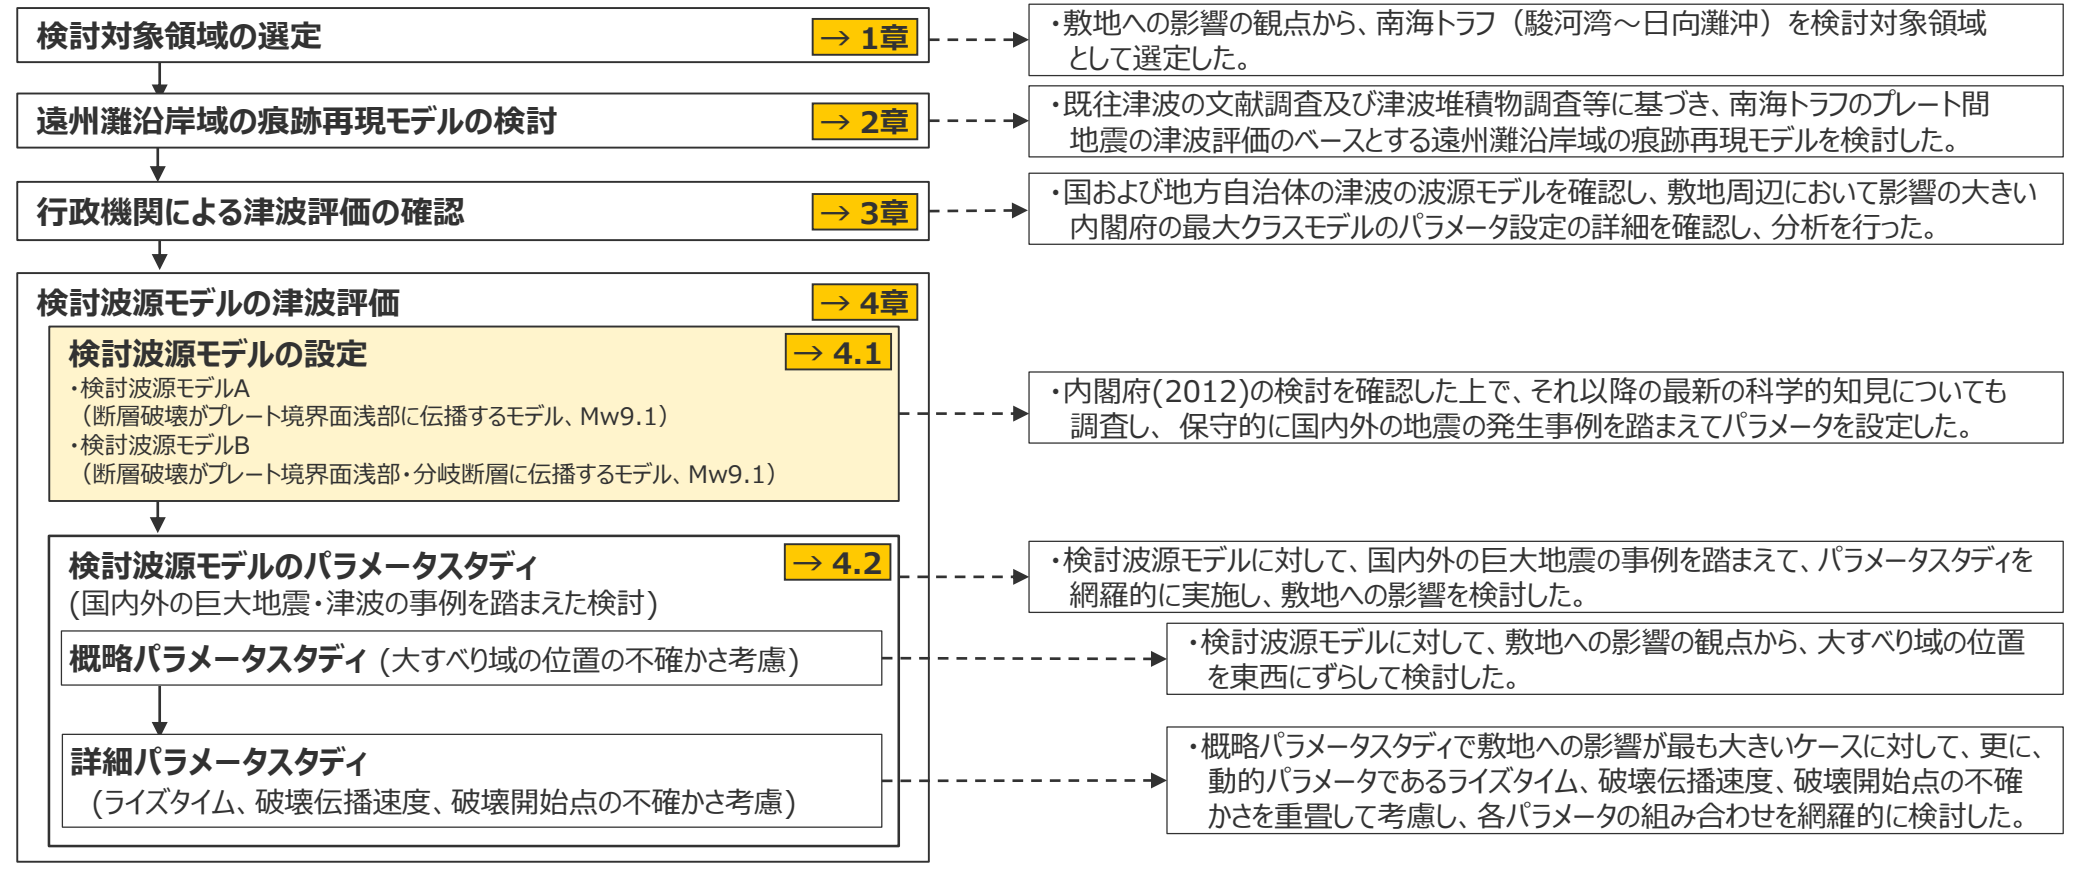 検討対象領域の選定
→ 1章
・敷地への影響の観点から、南海トラフ（駿河湾～日向灘沖）を検討対象領域
として選定した。
遠州灘沿岸域の痕跡再現モデルの検討
→ 2章
・既往津波の文献調査及び津波堆積物調査等に基づき、南海トラフのプレート間
地震の津波評価のベースとする遠州灘沿岸域の痕跡再現モデルを検討した。
行政機関による津波評価の確認
→ 3章
・国および地方自治体の津波の波源モデルを確認し、敷地周辺において影響の大きい
内閣府の最大クラスモデルのパラメータ設定の詳細を確認し、分析を行った。
検討波源モデルの津波評価
→ 4章
検討波源モデルの設定
→ 4.1
・検討波源モデルA
（断層破壊がプレート境界面浅部に伝播するモデル、Mw9.1）
・検討波源モデルB
（断層破壊がプレート境界面浅部・分岐断層に伝播するモデル、Mw9.1）
・内閣府(2012)の検討を確認した上で、それ以降の最新の科学的知見についても
調査し、保守的に国内外の地震の発生事例を踏まえてパラメータを設定した。
検討波源モデルのパラメータスタディ
→ 4.2
(国内外の巨大地震・津波の事例を踏まえた検討)
・検討波源モデルに対して、国内外の巨大地震の事例を踏まえて、パラメータスタディを
網羅的に実施し、敷地への影響を検討した。
概略パラメータスタディ (大すべり域の位置の不確かさ考慮)
・検討波源モデルに対して、敷地への影響の観点から、大すべり域の位置
を東西にずらして検討した。
詳細パラメータスタディ
(ライズタイム、破壊伝播速度、破壊開始点の不確かさ考慮)
・概略パラメータスタディで敷地への影響が最も大きいケースに対して、更に、
動的パラメータであるライズタイム、破壊伝播速度、破壊開始点の不確
かさを重畳して考慮し、各パラメータの組み合わせを網羅的に検討した。